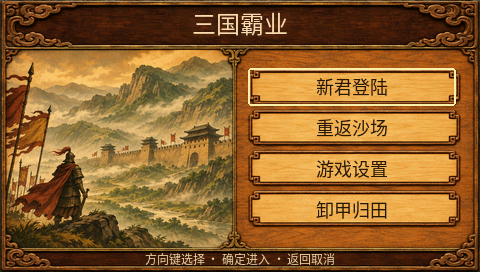 三国霸业
新君登陆
重返沙场
游戏设置
卸甲归田
方向键选择 · 确定进入 · 返回取消